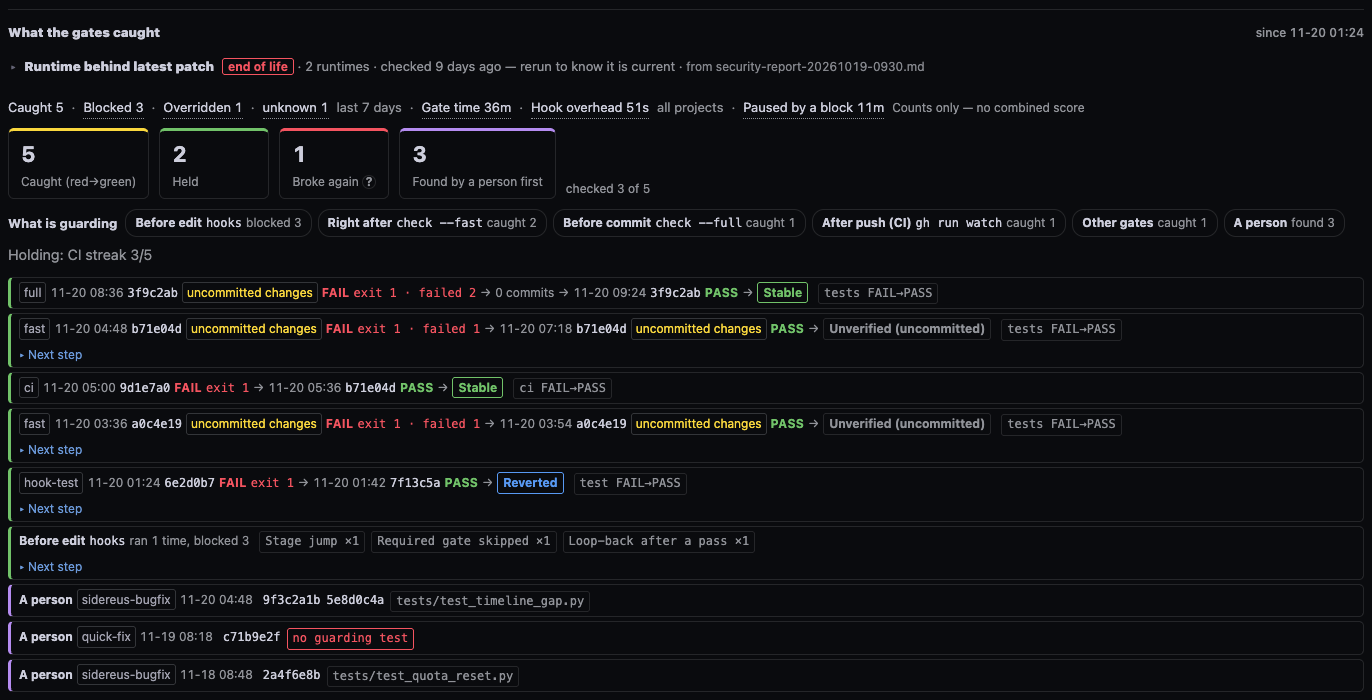 What the gates caught since 11-20 01:24
▸ Runtime behind latest patch end of life · 2 runtimes · checked 9 days ago — rerun to know it is current · from security-report-20261019-0930.md
Caught 5 · Blocked 3 · Overridden 1 · unknown 1 last 7 days · Gate time 36m · Hook overhead 51s all projects · Paused by a block 11m Counts only — no combined score
5 2 1 3
Caught (red→green) Held Broke again ? Found by a person first checked 3 of 5
What is guarding Before edit hooks blocked 3 Right after check --fast caught 2 Before commit check --full caught 1 After push (CI) gh run watch caught 1 Other gates caught 1 A person found 3
Holding: CI streak 3/5
full 11-20 08:36 3f9c2ab uncommitted changes FAIL exit 1 · failed 2 → 0 commits → 11-20 09:24 3f9c2ab PASS → Stable tests FAIL→PASS
fast 11-20 04:48 b71e04d uncommitted changes FAIL exit 1 · failed 1 → 11-20 07:18 b71e04d uncommitted changes PASS → Unverified (uncommitted) tests FAIL→PASS
▸ Next step
ci 11-20 05:00 9d1e7a0 FAIL exit 1 → 11-20 05:36 b71e04d PASS → Stable ci FAIL→PASS
fast 11-20 03:36 a0c4e19 uncommitted changes FAIL exit 1 · failed 1 → 11-20 03:54 a0c4e19 uncommitted changes PASS → Unverified (uncommitted) tests FAIL→PASS
▸ Next step
hook-test 11-20 01:24 6e2d0b7 FAIL exit 1 → 11-20 01:42 7f13c5a PASS → Reverted test FAIL→PASS
▸ Next step
Before edit hooks ran 1 time, blocked 3 Stage jump ×1 Required gate skipped ×1 Loop-back after a pass ×1
▸ Next step
A person sidereus-bugfix 11-20 04:48 9f3c2a1b 5e8d0c4a tests/test_timeline_gap.py
A person quick-fix 11-19 08:18 c71b9e2f no guarding test
A person sidereus-bugfix 11-18 08:48 2a4f6e8b tests/test_quota_reset.py